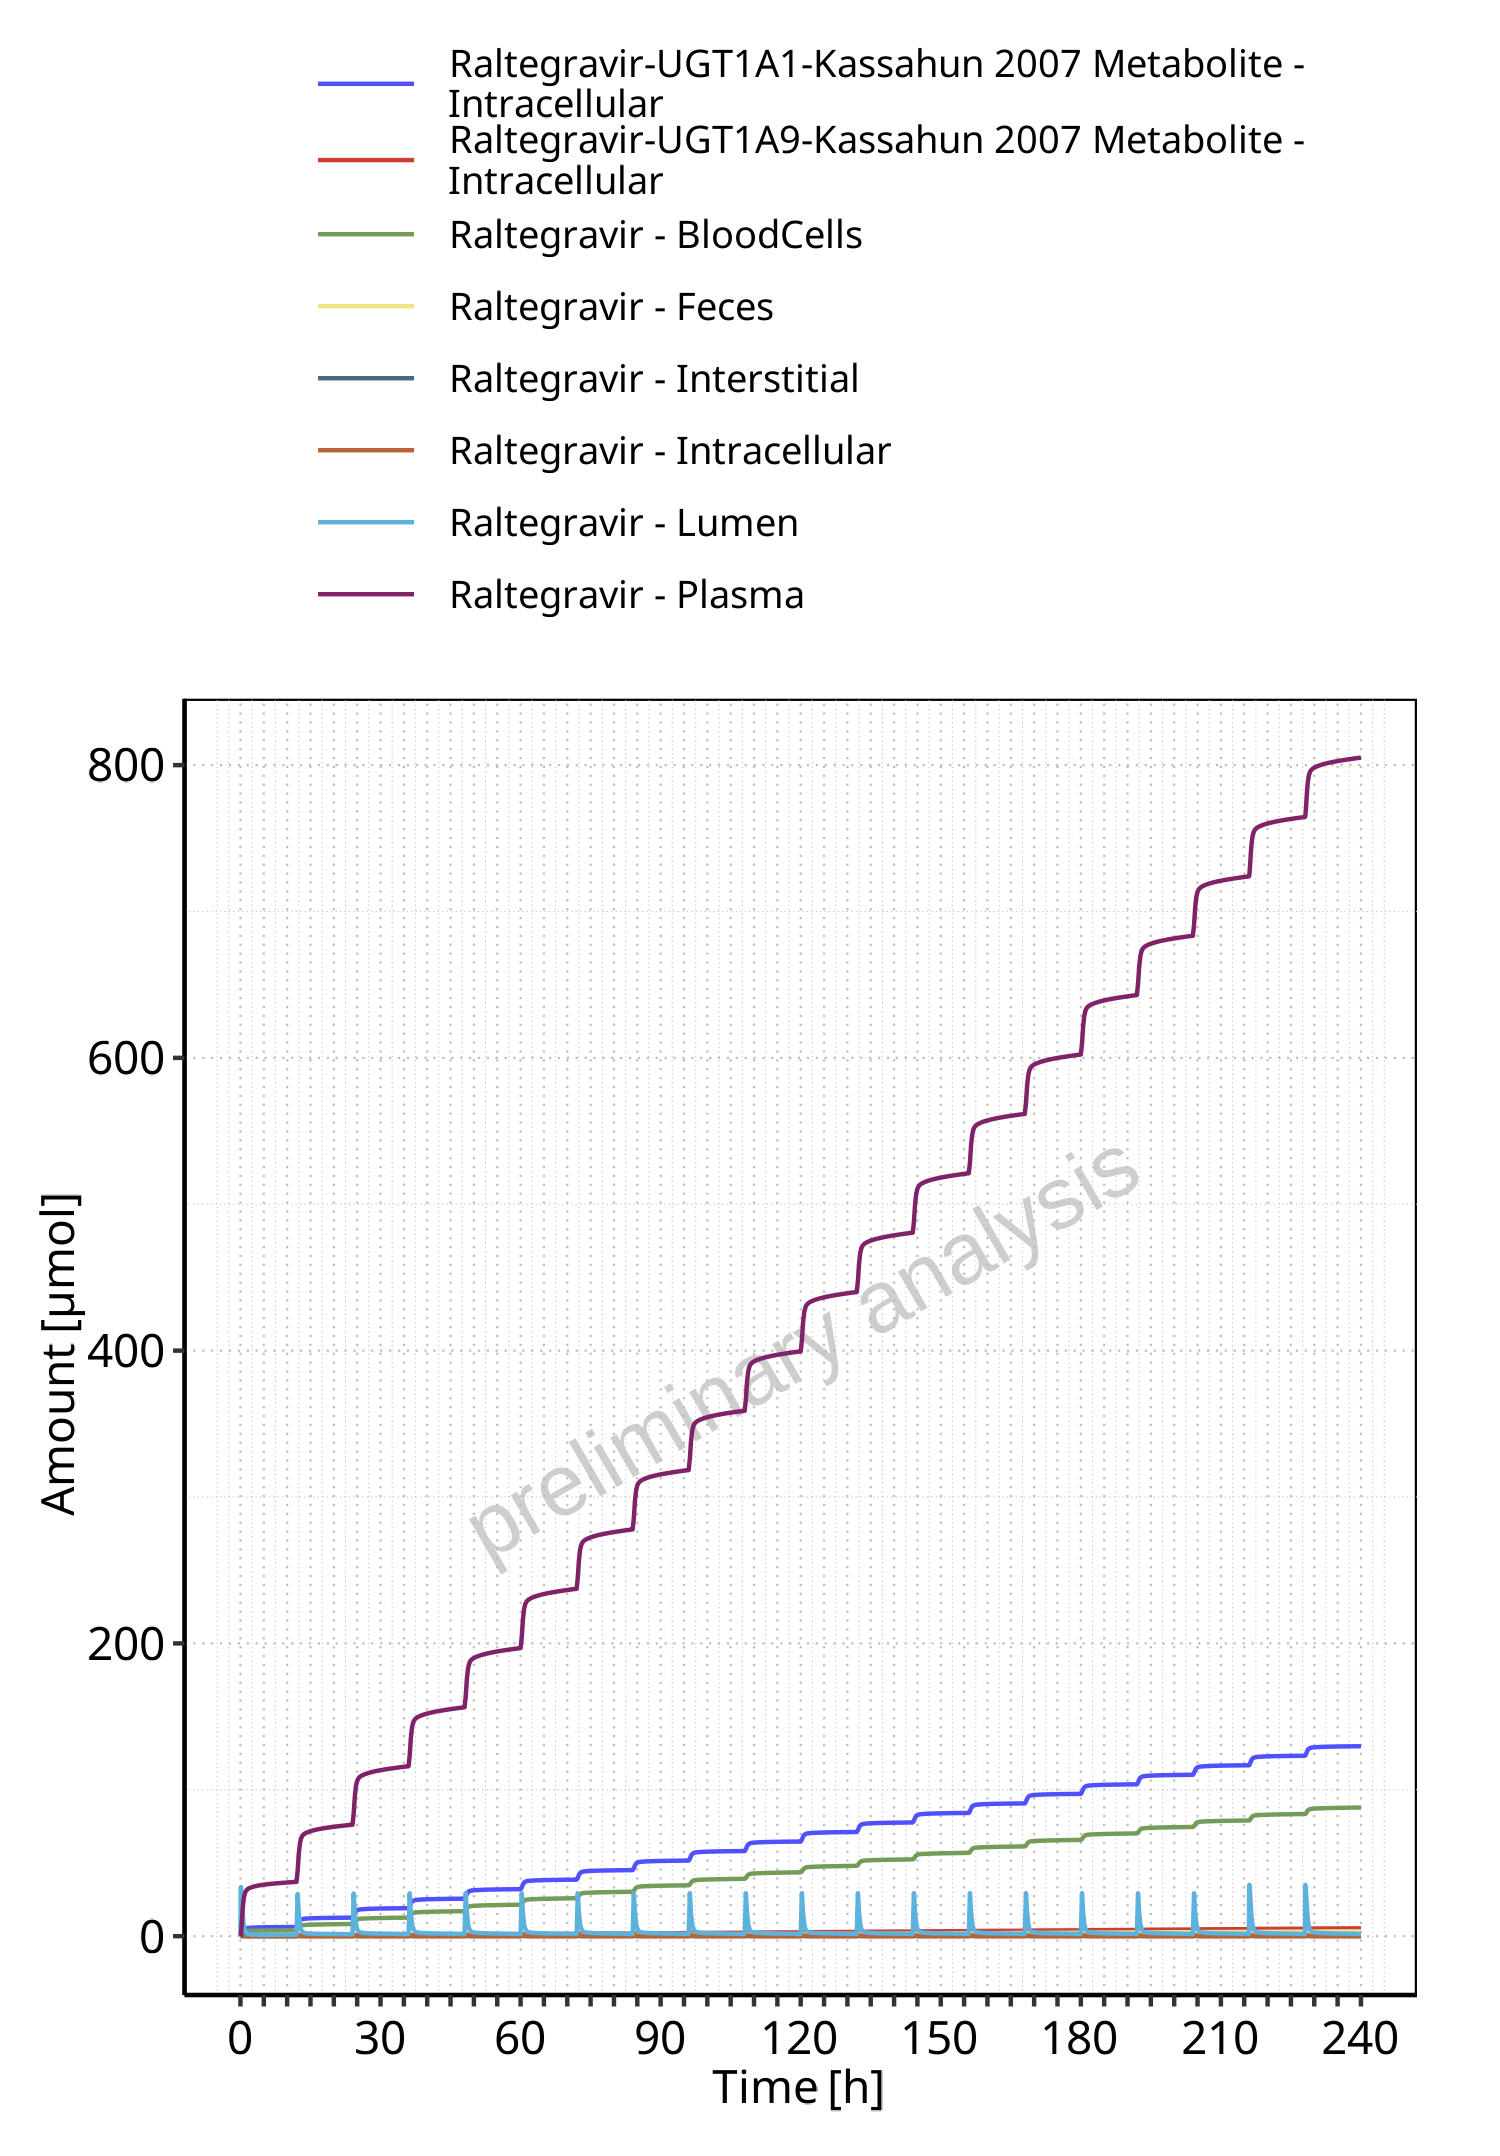 Raltegravir-UGT1A1-Kassahun 2007 Metabolite -
Intracellular
Raltegravir-UGT1A9-Kassahun 2007 Metabolite -
Intracellular
Raltegravir - BloodCells
Raltegravir - Feces
Raltegravir - Interstitial
Raltegravir - Intracellular
Raltegravir - Lumen
Raltegravir - Plasma
800
600
400
200
0
Amount [µmol]
preliminary analysis
0 30 60 90 120 150 180 210 240
Time [h]